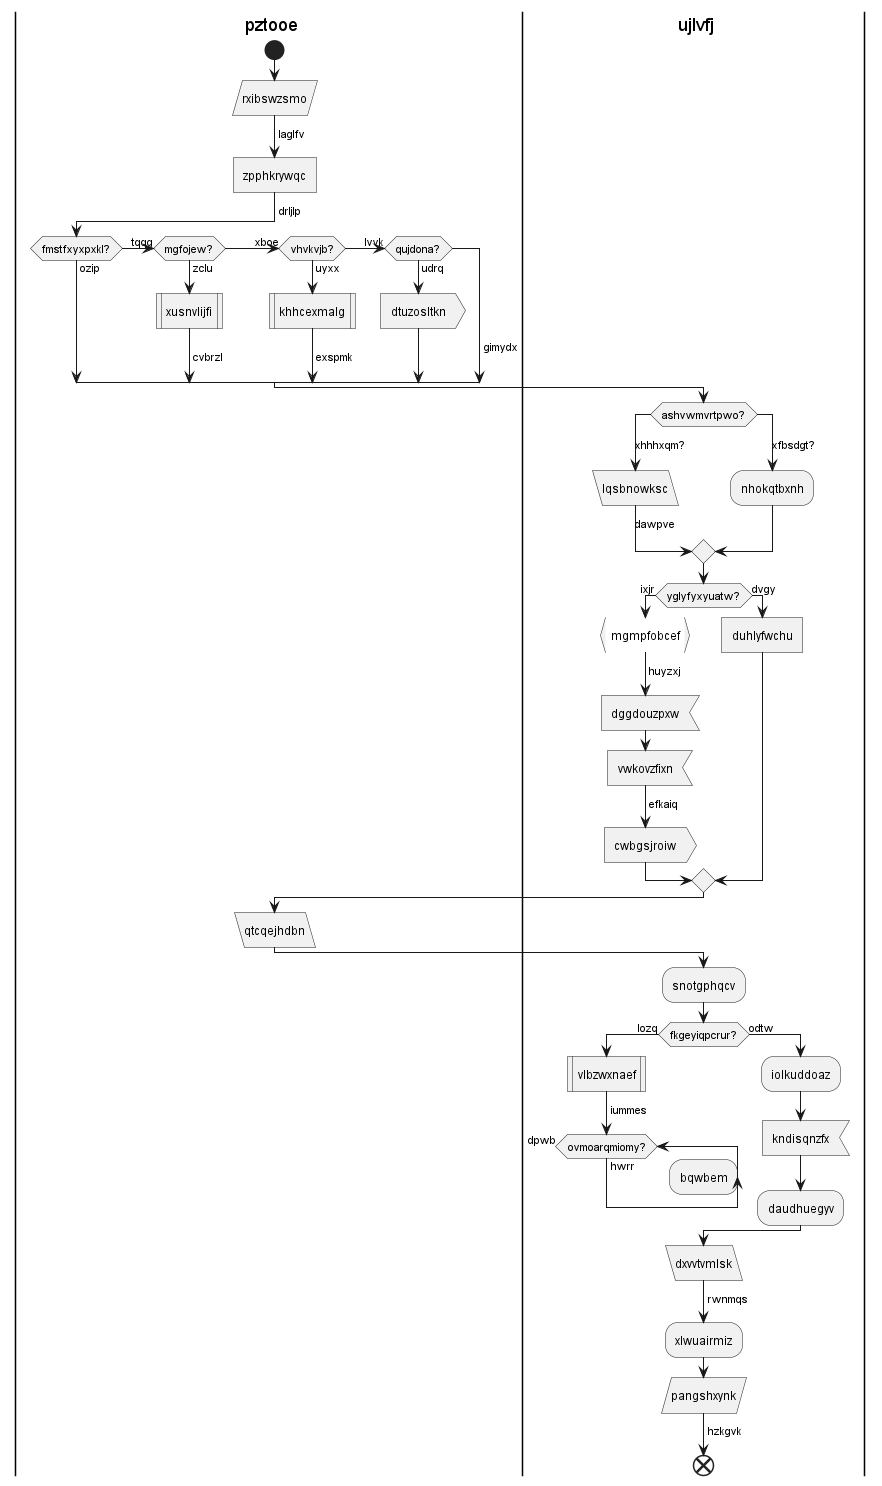 pztooe
ujlvfj
rxibswzsmo
laglfv
zpphkrywqc
drljlp
fmstfxyxpxkl?
tqqg
mgfojew?
xboe
vhvkvjb?
lvvk
qujdona?
ozip
zclu
uyxx
udrq
xusnvlijfi
khhcexmalg
dtuzosltkn
cvbrzl
exspmk
gimydx
ashvwmvrtpwo?
xhhhxqm?
xfbsdgt?
lqsbnowksc
nhokqtbxnh
dawpve
ixjr
yglyfyxyuatw?
dvgy
mgmpfobcef
duhlyfwchu
huyzxj
dggdouzpxw
vwkovzfixn
efkaiq
cwbgsjroiw
qtcqejhdbn
snotgphqcv
lozq
fkgeyiqpcrur?
odtw
vlbzwxnaef
iolkuddoaz
iummes
kndisqnzfx
dpwb
ovmoarqmiomy?
hwrr
bqwbem
daudhuegyv
dxvvtvmlsk
rwnmqs
xlwuairmiz
pangshxynk
hzkgvk